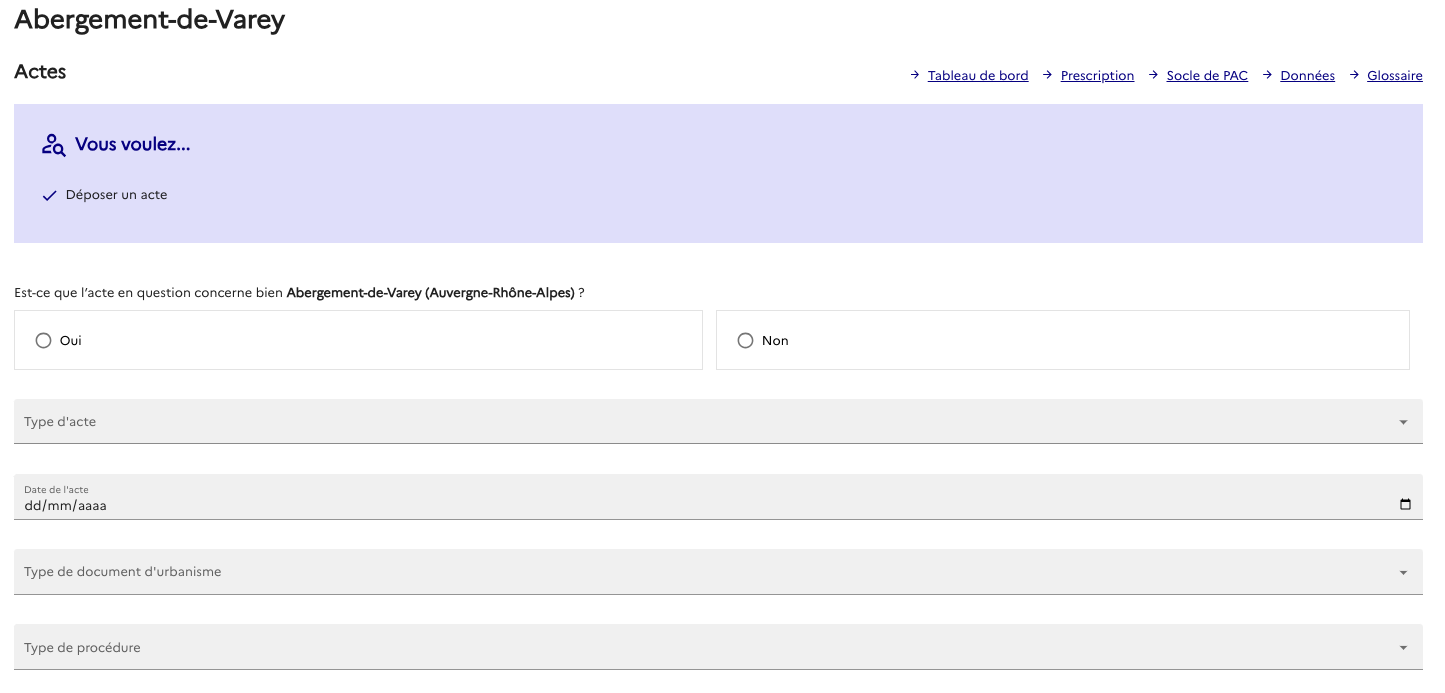 Abergement-de-Varey
Actes
Tableau de bord Prescription Socle de PAC Données Glossaire
Vous voulez...
Déposer un acte
Est-ce que l’acte en question concerne bien Abergement-de-Varey (Auvergne-Rhône-Alpes) ?
Oui Non
Type d'acte
Date de l'acte
dd/mm/aaaa
Type de document d'urbanisme
Type de procédure